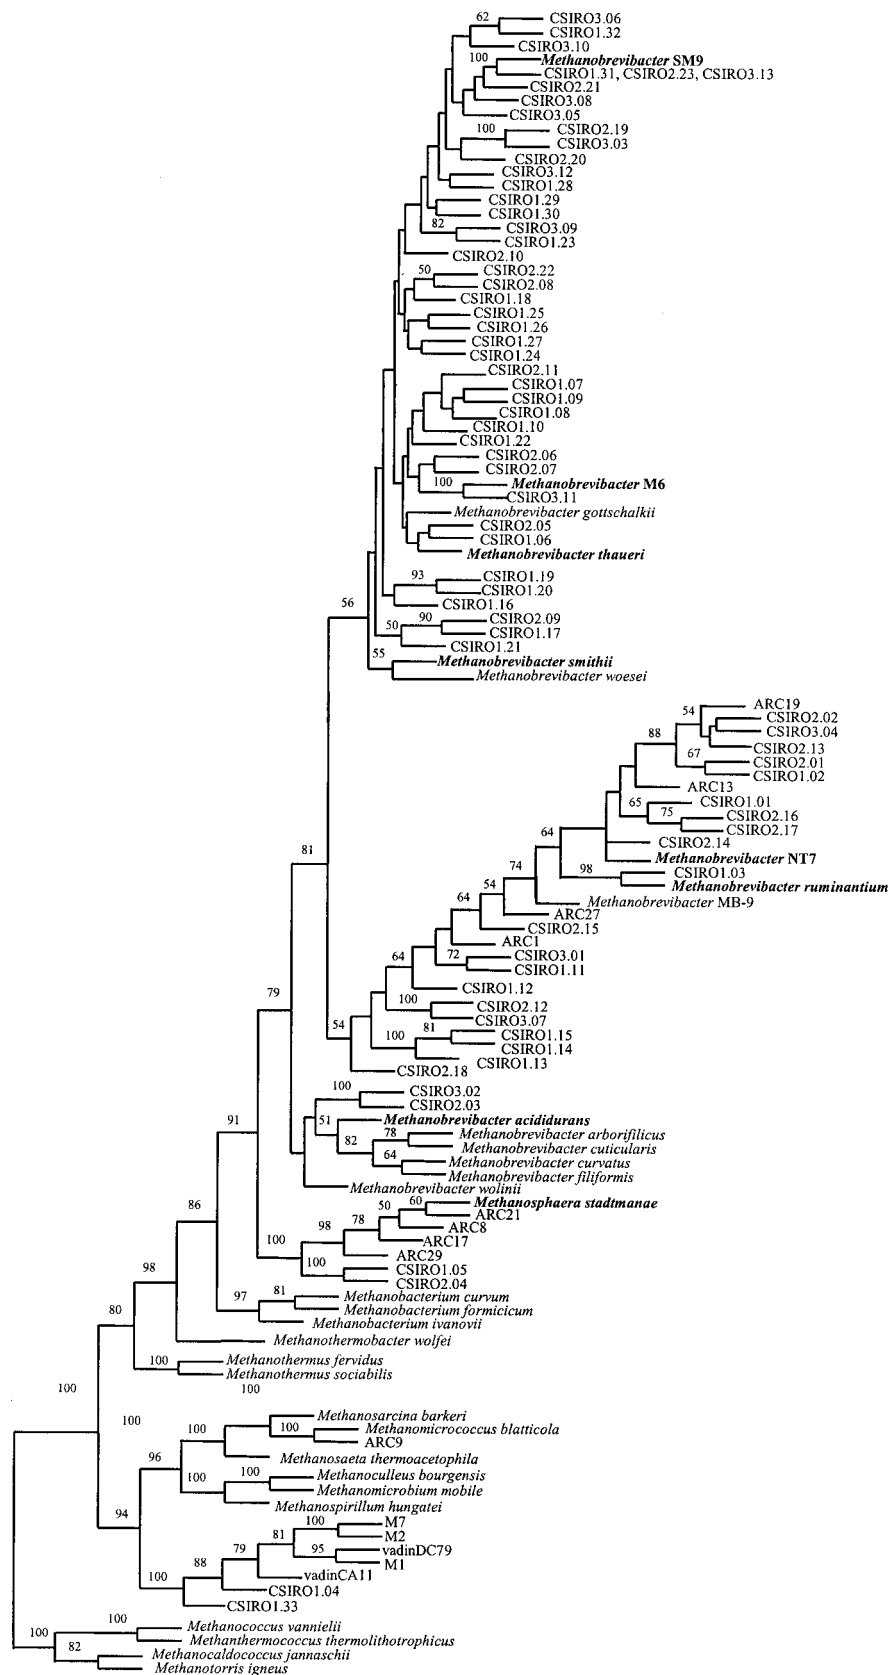 62
CSIRO3.06
CSIRO1.32
CSIRO3.10
100
Methanobrevibacter SM9
CSIRO1.31, CSIRO2.23, CSIRO3.13
CSIRO2.21
CSIRO3.08
CSIRO3.05
100
CSIRO2.19
CSIRO3.03
CSIRO2.20
CSIRO3.12
CSIRO1.28
CSIRO1.29
CSIRO1.30
82
CSIRO3.09
CSIRO1.23
CSIRO2.10
50
CSIRO2.22
CSIRO2.08
CSIRO1.18
CSIRO1.25
CSIRO1.26
CSIRO1.27
CSIRO1.24
CSIRO2.11
CSIRO1.07
CSIRO1.09
CSIRO1.08
CSIRO1.10
CSIRO1.22
CSIRO2.06
CSIRO2.07
100
Methanobrevibacter M6
CSIRO3.11
Methanobrevibacter gottschalkii
CSIRO2.05
CSIRO1.06
Methanobrevibacter thaueri
93
CSIRO1.19
CSIRO1.20
56
CSIRO1.16
50
90
CSIRO2.09
CSIRO1.17
CSIRO1.21
55
Methanobrevibacter smithii
Methanobrevibacter woesei
54
ARC19
CSIRO2.02
CSIRO3.04
88
CSIRO2.13
67
CSIRO2.01
CSIRO1.02
ARC13
65
CSIRO1.01
75
CSIRO2.16
CSIRO2.17
64
CSIRO2.14
Methanobrevibacter NT7
81
74
98
CSIRO1.03
Methanobrevibacter ruminantium
54
Methanobrevibacter MB-9
64
ARC27
CSIRO2.15
ARC1
64
72
CSIRO3.01
CSIRO1.11
CSIRO1.12
79
100
CSIRO2.12
CSIRO3.07
54
100
81
CSIRO1.15
CSIRO1.14
CSIRO1.13
CSIRO2.18
100
CSIRO3.02
CSIRO2.03
91
51
Methanobrevibacter acididurans
82
78
Methanobrevibacter arborifilicus
Methanobrevibacter cuticularis
64
Methanobrevibacter curvatus
Methanobrevibacter filiformis
Methanobrevibacter wolinii
86
50
60
Methanosphaera stadtmanae
ARC21
78
ARC8
100
98
ARC17
ARC29
100
CSIRO1.05
CSIRO2.04
98
97
81
Methanobacterium curvum
Methanobacterium formicicum
Methanobacterium ivanovii
80
Methanothermobacter wolfei
100
Methanothermus fervidus
Methanothermus sociabilis
100
100
100
100
Methanosarcina barkeri
100
Methanomicrococcus blatticola
ARC9
96
Methanosaeta thermoacetophila
100
100
Methanoculleus bourgensis
Methanomicrobium mobile
Methanospirillum hungatei
94
100
M7
M2
81
79
95
vadinDC79
M1
88
vadinCA11
100
CSIRO1.04
CSIRO1.33
100
100
Methanococcus vannielii
Methanthermococcus thermolithotrophicus
82
Methanocaldococcus jannaschii
Methanotorris igneus